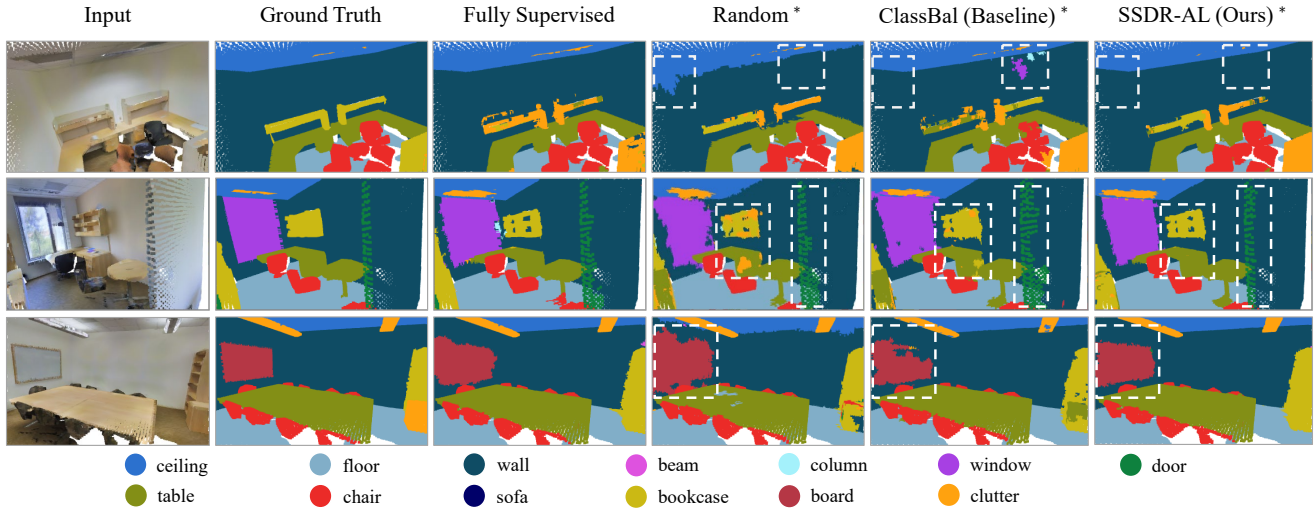 Input Ground Truth Fully Supervised Random * ClassBal (Baseline) * SSDR-AL (Ours) *
ceiling floor wall beam column window door
table chair sofa bookcase board clutter